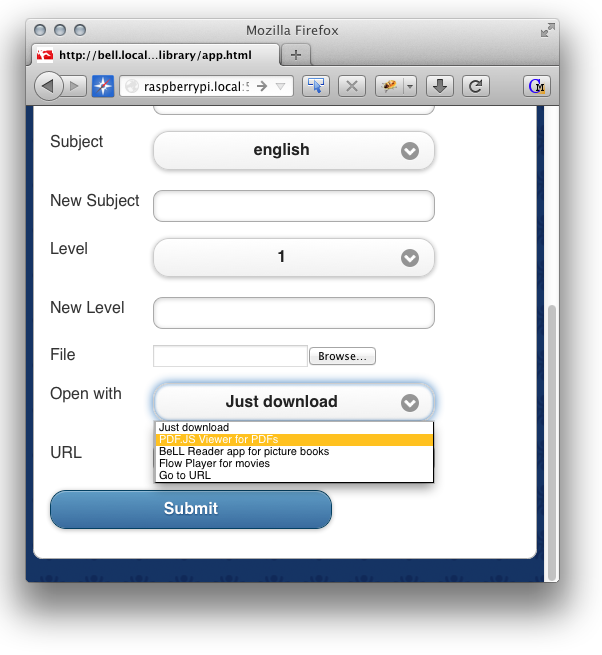 Mozilla Firefox
http://bell.local...library/app.html
raspberrypi.local:5
Subject
english
New Subject
Level
1
New Level
File
Browse...
Open with
Just download
Just download
PDF.JS Viewer for PDFs
BeLL Reader app for picture books
Flow Player for movies
Go to URL
URL
Submit